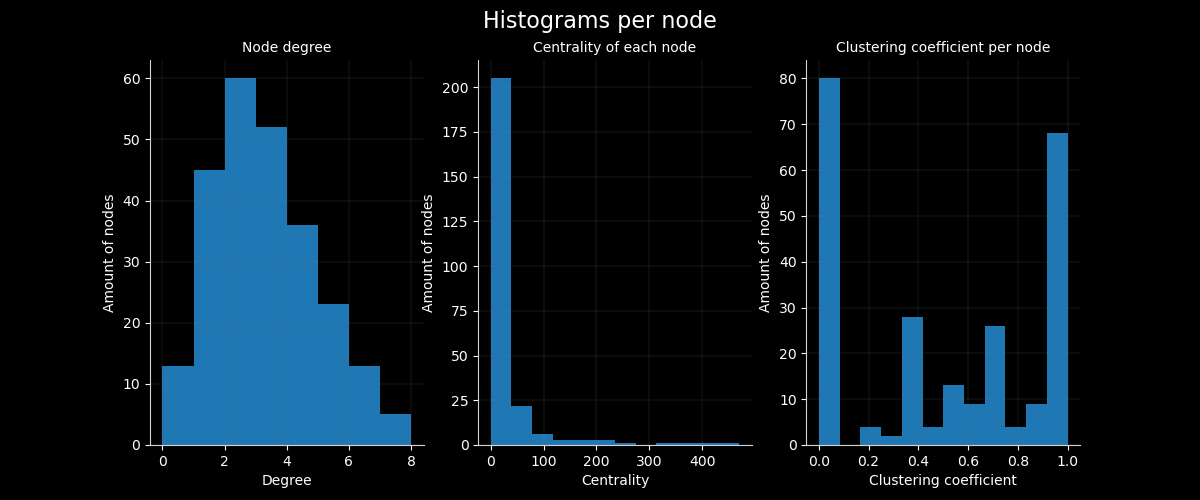 Histograms per node
Node degree
Amount of nodes
60
50
40
30
20
10
0
0 2 4 6 8
Degree
Centrality of each node
Amount of nodes
200
175
150
125
100
75
50
25
0
0 100 200 300 400
Centrality
Clustering coefficient per node
Amount of nodes
80
70
60
50
40
30
20
10
0
0.0 0.2 0.4 0.6 0.8 1.0
Clustering coefficient